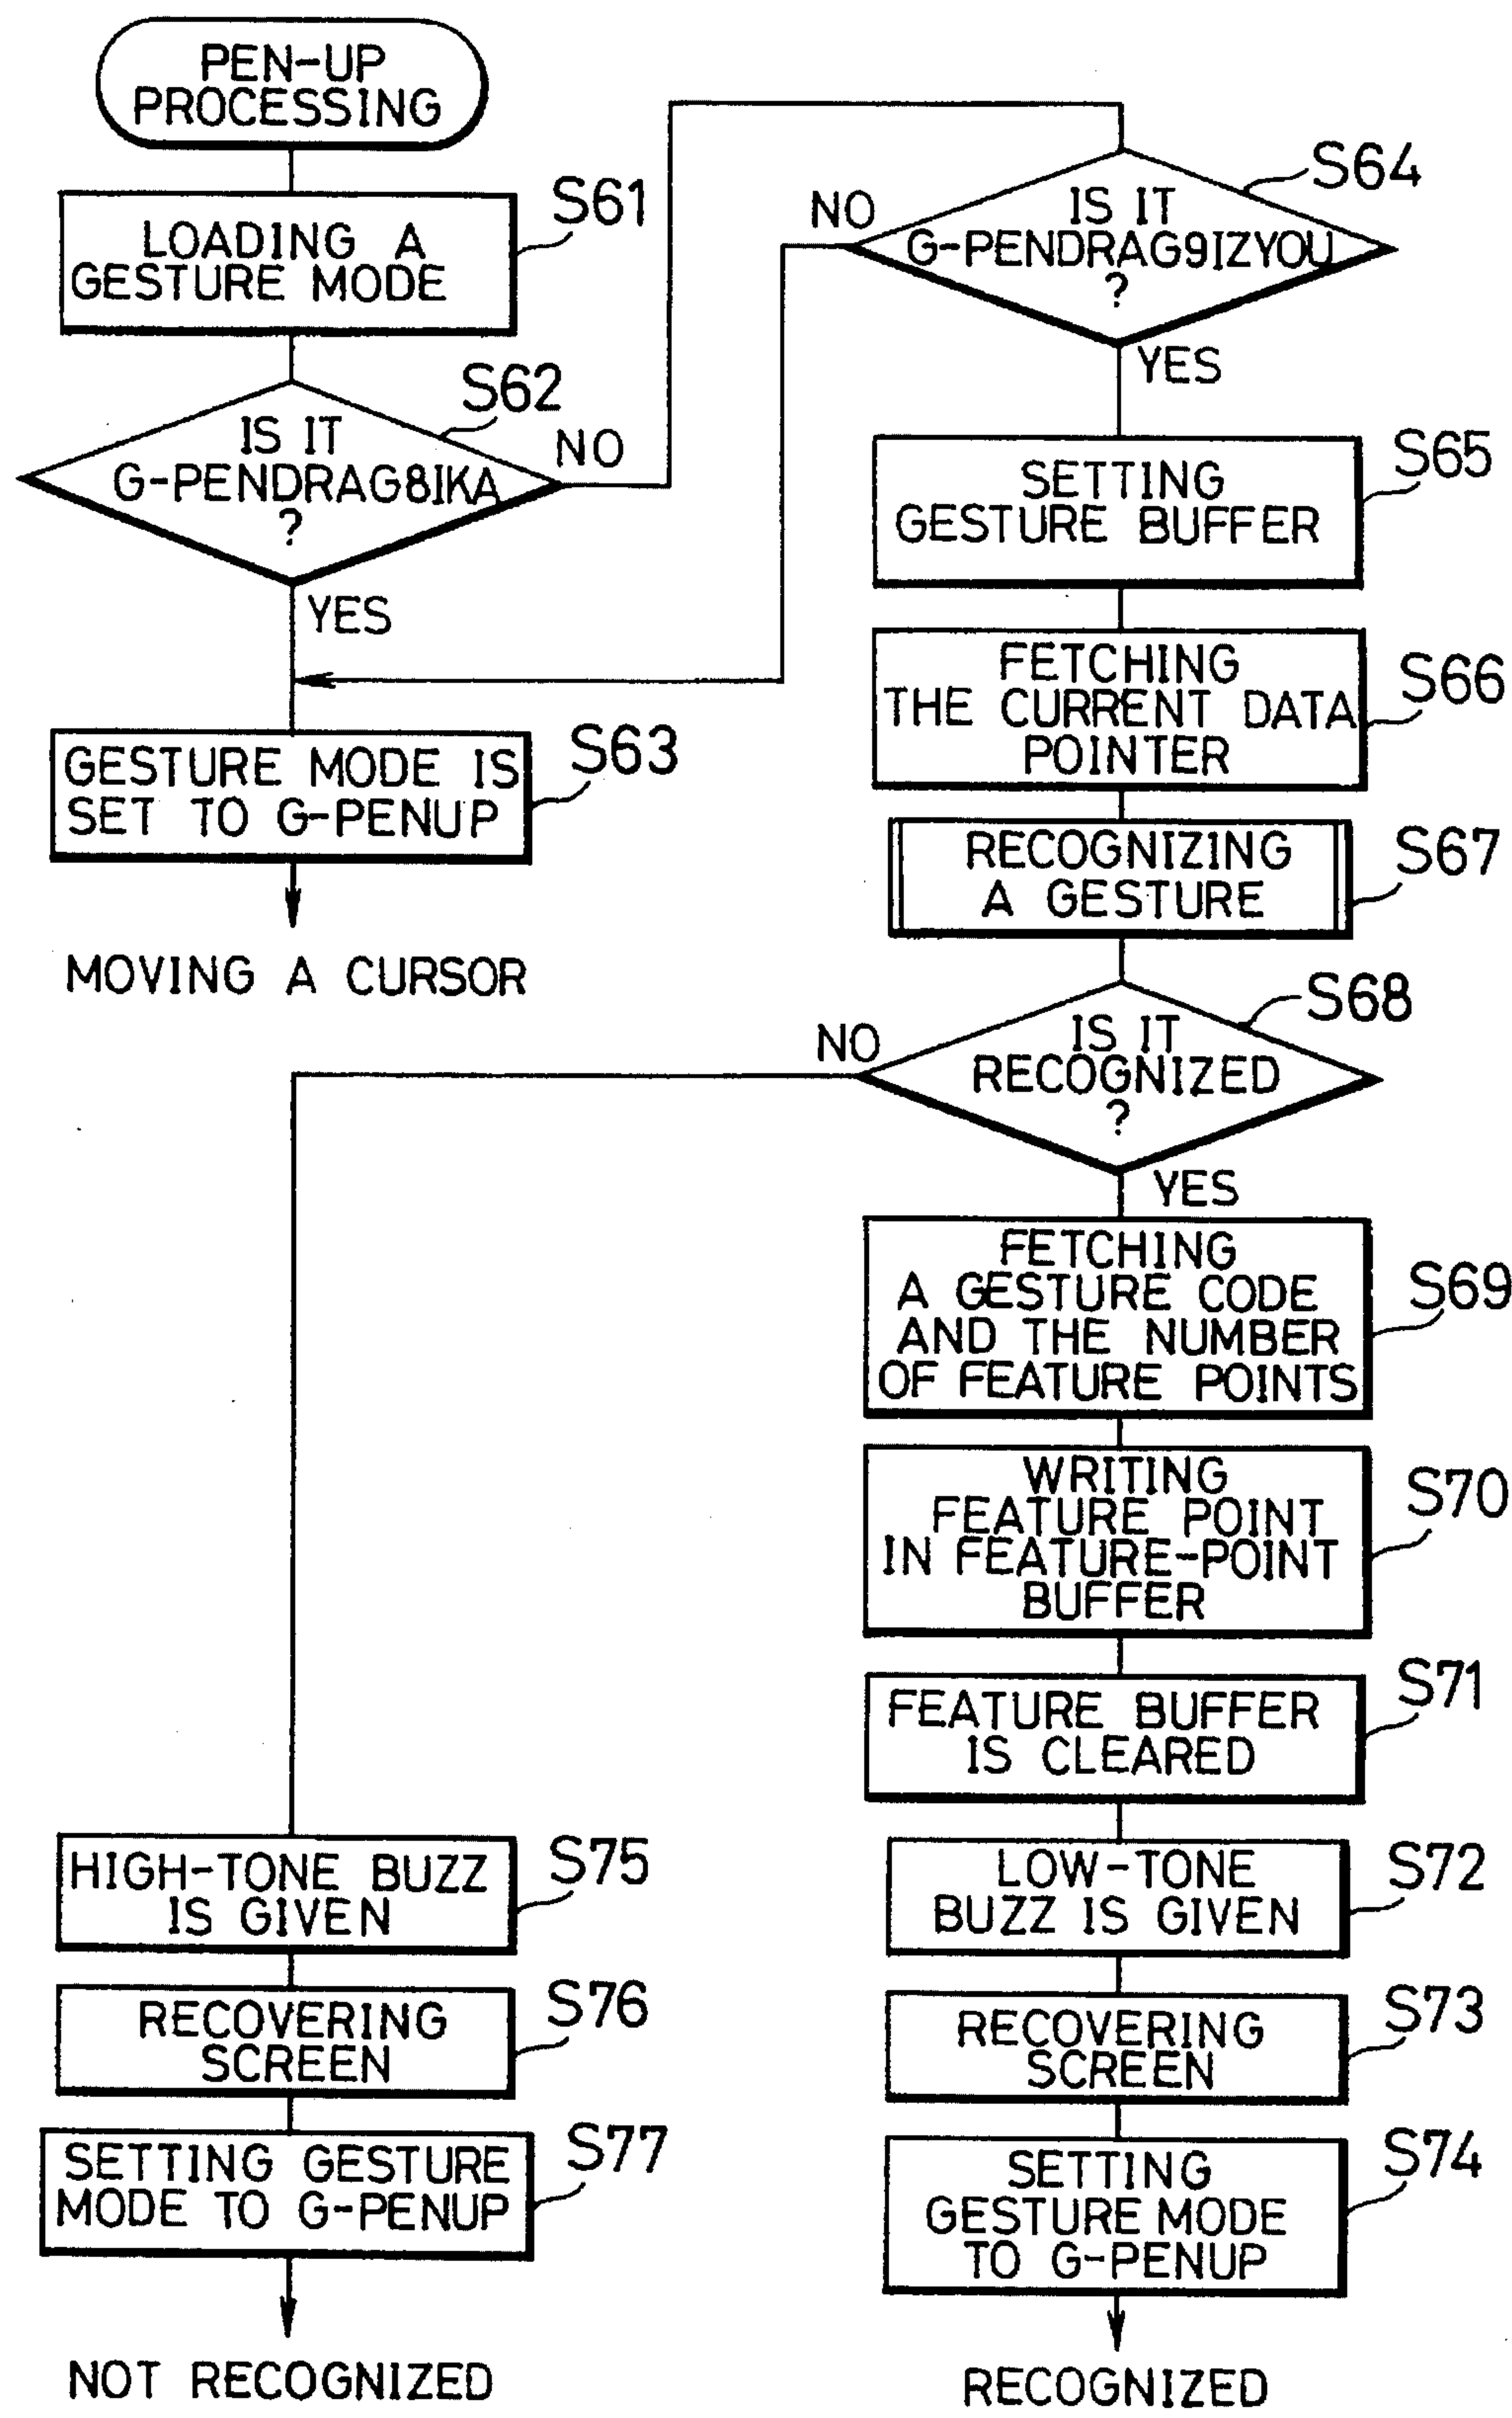 PEN-UP
PROCESSING
LOADING A
GESTURE MODE
S61
IS IT
G-PENDRAG8IKA
?
S62
NO
YES
GESTURE MODE IS
SET TO G-PENUP
S63
MOVING A CURSOR
IS IT
G-PENDRAG9IZYOU
?
S64
NO
YES
SETTING
GESTURE BUFFER
S65
FETCHING
THE CURRENT DATA
POINTER
S66
RECOGNIZING
A GESTURE
S67
IS IT
RECOGNIZED
?
S68
NO
YES
FETCHING
A GESTURE CODE
AND THE NUMBER
OF FEATURE POINTS
S69
WRITING
FEATURE POINT
IN FEATURE-POINT
BUFFER
S70
FEATURE BUFFER
IS CLEARED
S71
LOW-TONE
BUZZ IS GIVEN
S72
RECOVERING
SCREEN
S73
SETTING
GESTURE MODE
TO G-PENUP
S74
RECOGNIZED
HIGH-TONE BUZZ
IS GIVEN
S75
RECOVERING
SCREEN
S76
SETTING GESTURE
MODE TO G-PENUP
S77
NOT RECOGNIZED